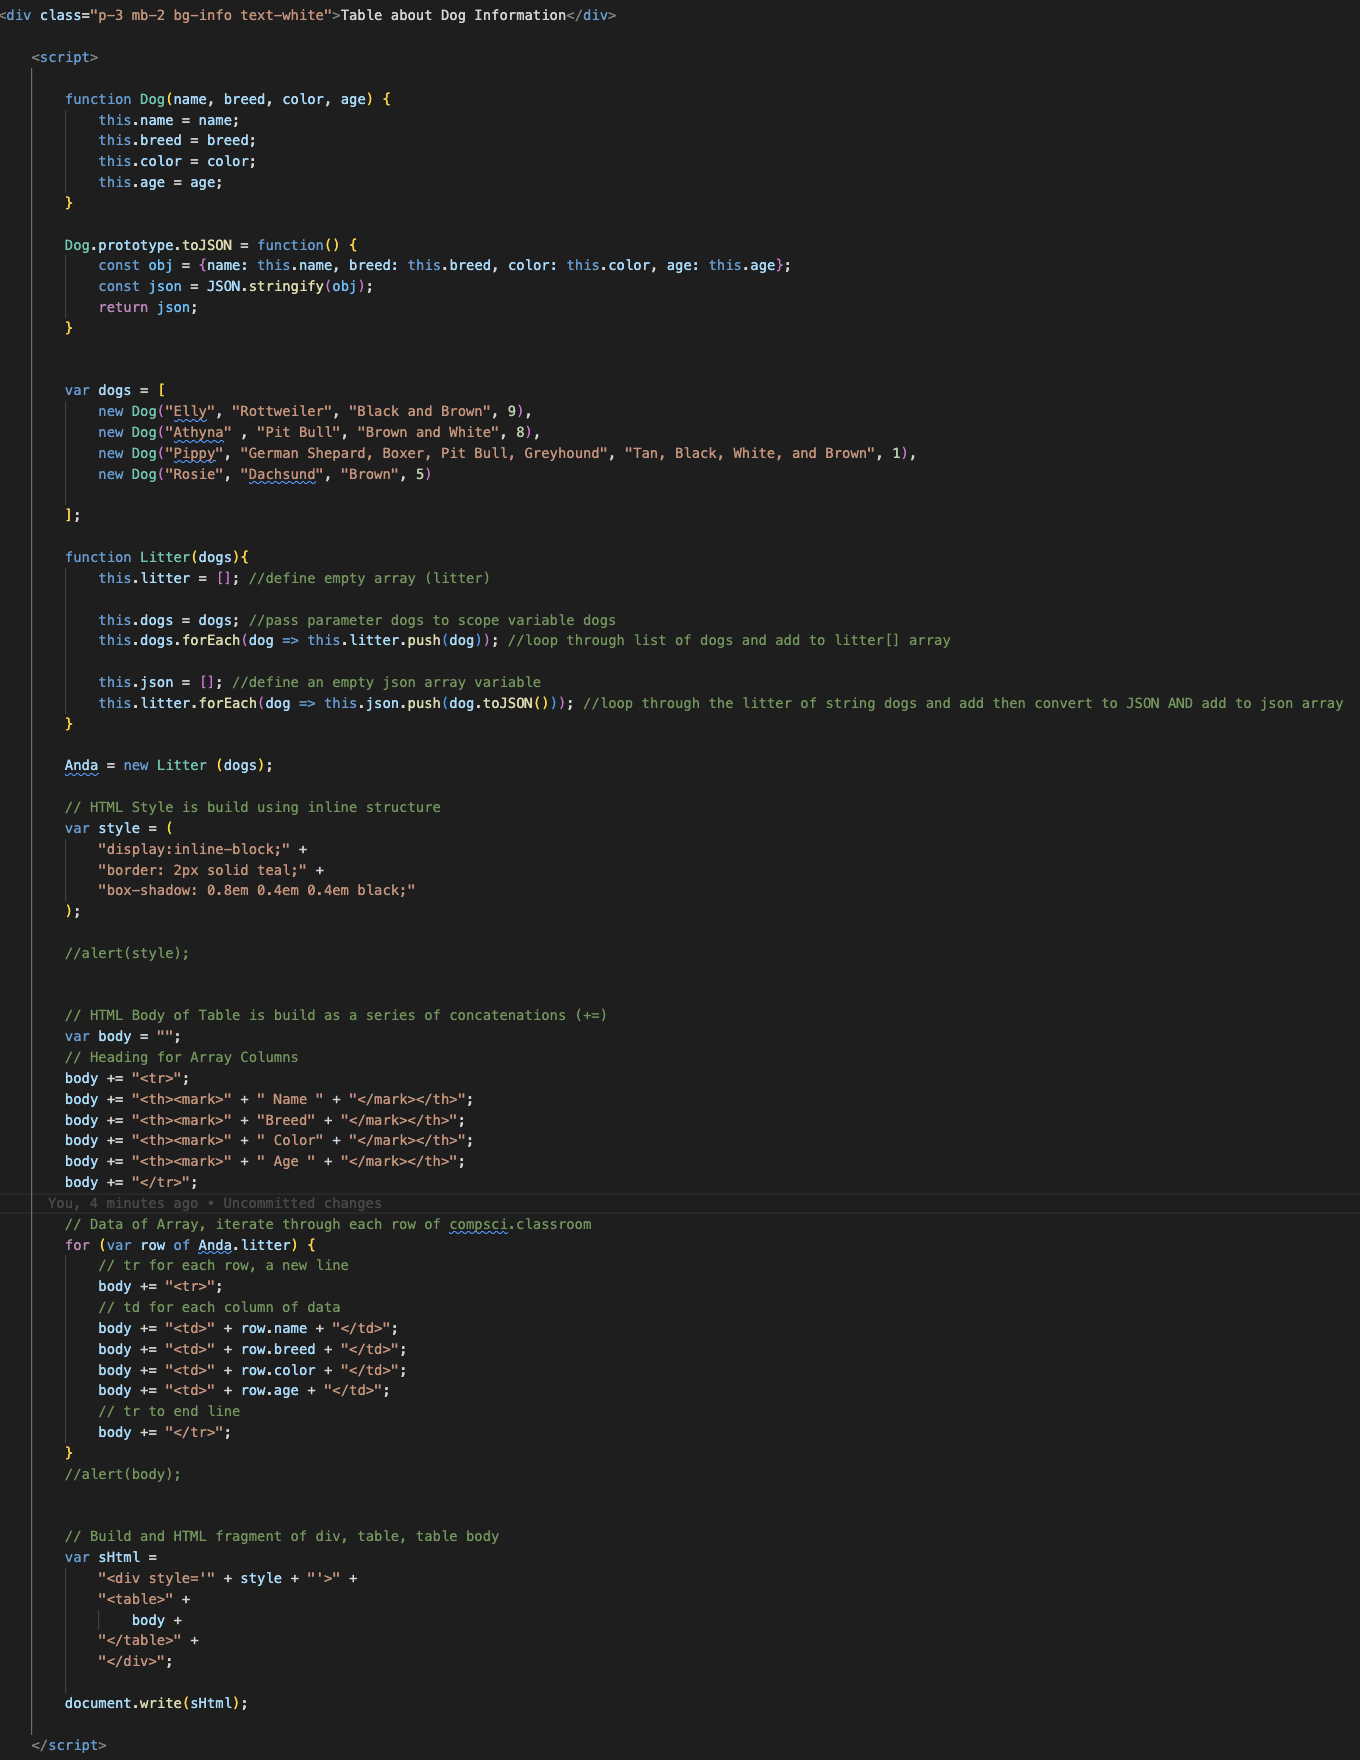 <div class="p-3 mb-2 bg-info text-white">Table about Dog Information</div>
<script>
function Dog(name, breed, color, age) {
this.name = name;
this.breed = breed;
this.color = color;
this.age = age;
}
Dog.prototype.toJSON = function() {
const obj = {name: this.name, breed: this.breed, color: this.color, age: this.age};
const json = JSON.stringify(obj);
return json;
}
var dogs = [
new Dog("Elly", "Rottweiler", "Black and Brown", 9),
new Dog("Athyna" , "Pit Bull", "Brown and White", 8),
new Dog("Pippy", "German Shepard, Boxer, Pit Bull, Greyhound", "Tan, Black, White, and Brown", 1),
new Dog("Rosie", "Dachsund", "Brown", 5)
];
function Litter(dogs){
this.litter = []; //define empty array (litter)
this.dogs = dogs; //pass parameter dogs to scope variable dogs
this.dogs.forEach(dog => this.litter.push(dog)); //loop through list of dogs and add to litter[] array
this.json = []; //define an empty json array variable
this.litter.forEach(dog => this.json.push(dog.toJSON())); //loop through the litter of string dogs and add then convert to JSON AND add to json array
}
Anda = new Litter (dogs);
// HTML Style is build using inline structure
var style = (
"display:inline-block;" +
"border: 2px solid teal;" +
"box-shadow: 0.8em 0.4em 0.4em black;"
);
//alert(style);
// HTML Body of Table is build as a series of concatenations (+=)
var body = "";
// Heading for Array Columns
body += "<tr>";
body += "<th><mark>" + " Name " + "</mark></th>";
body += "<th><mark>" + "Breed" + "</mark></th>";
body += "<th><mark>" + " Color" + "</mark></th>";
body += "<th><mark>" + " Age " + "</mark></th>";
body += "</tr>";
You, 4 minutes ago • Uncommitted changes
// Data of Array, iterate through each row of compsci.classroom
for (var row of Anda.litter) {
// tr for each row, a new line
body += "<tr>";
// td for each column of data
body += "<td>" + row.name + "</td>";
body += "<td>" + row.breed + "</td>";
body += "<td>" + row.color + "</td>";
body += "<td>" + row.age + "</td>";
// tr to end line
body += "</tr>";
}
//alert(body);
// Build and HTML fragment of div, table, table body
var sHtml =
"<div style='" + style + "'>" +
"<table>" +
body +
"</table>" +
"</div>";
document.write(sHtml);
</script>